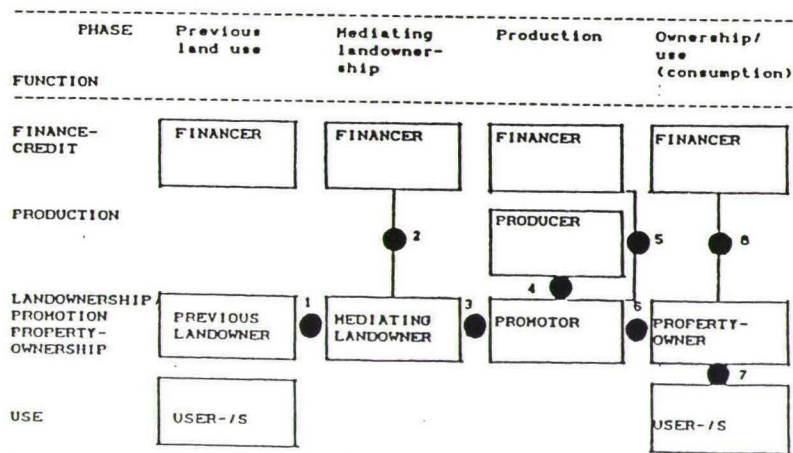 PHASE Previous Mediating Production Ownership/
land use landowner- use
ship (consumption)
FUNCTION
FINANCE- FINANCER FINANCER FINANCER FINANCER
CREDIT
PRODUCTION PRODUCER
2 5 8
4
LANDOWNERSHIP/ 1 3 6
PROMOTION PREVIOUS MEDIATING PROMOTOR PROPERTY-
PROPERTY- LANDOWNER LANDOWNER OWNER
OWNERSHIP
7
USE USER-/S USER-/S